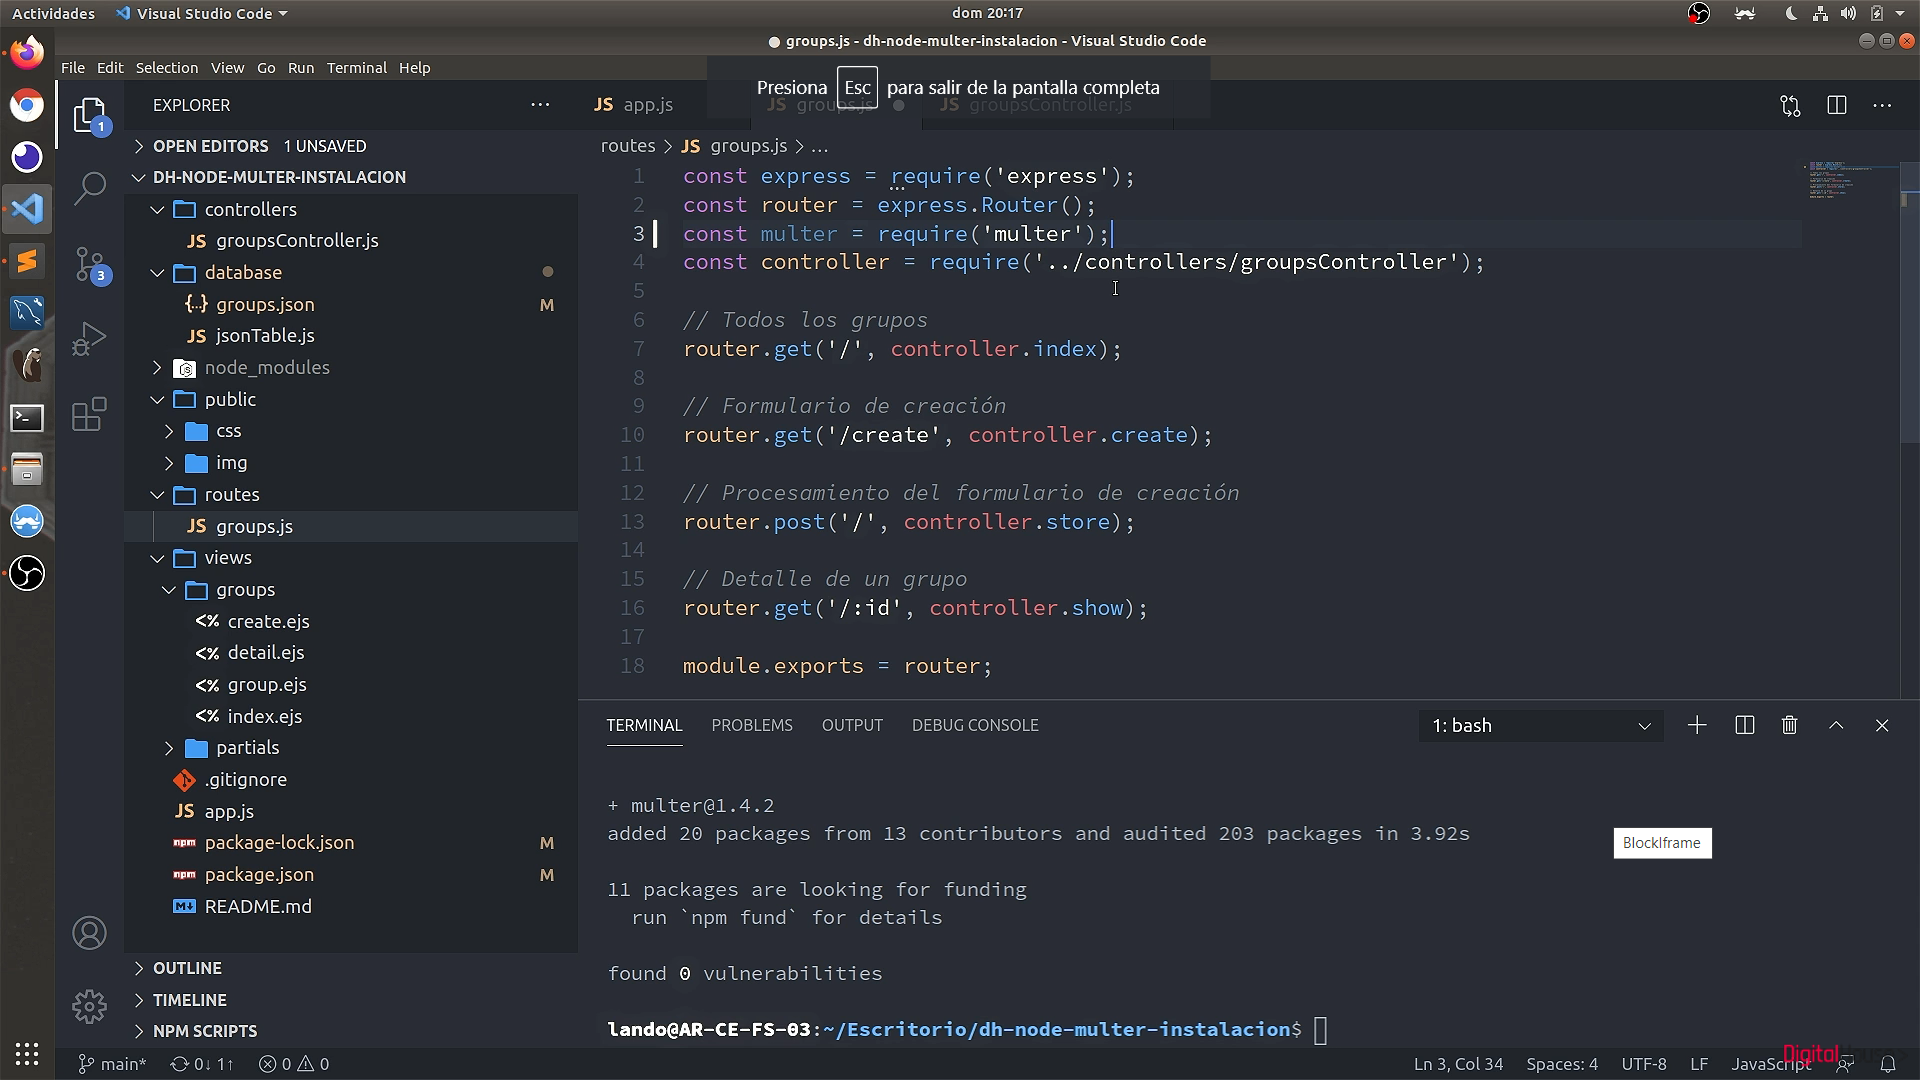 Actividades
Visual Studio Code
dom 20:17
groups.js - dh-node-multer-instalacion - Visual Studio Code
File Edit Selection View Go Run Terminal Help
Presiona Esc para salir de la pantalla completa
EXPLORER
JS app.js
JS groups.js
JS groupsController.js
1
OPEN EDITORS 1 UNSAVED
DH-NODE-MULTER-INSTALACION
controllers
JS groupsController.js
3
database
{..} groups.json M
JS jsonTable.js
node_modules
public
css
img
routes
JS groups.js
views
groups
<% create.ejs
<% detail.ejs
<% group.ejs
<% index.ejs
partials
.gitignore
JS app.js
npm package-lock.json M
npm package.json M
M↓ README.md
OUTLINE
TIMELINE
NPM SCRIPTS
routes > JS groups.js > ...
1 const express = require('express');
2 const router = express.Router();
3 const multer = require('multer');
4 const controller = require('../controllers/groupsController');
5
6 // Todos los grupos
7 router.get('/', controller.index);
8
9 // Formulario de creación
10 router.get('/create', controller.create);
11
12 // Procesamiento del formulario de creación
13 router.post('/', controller.store);
14
15 // Detalle de un grupo
16 router.get('/:id', controller.show);
17
18 module.exports = router;
TERMINAL PROBLEMS OUTPUT DEBUG CONSOLE
1: bash
+ multer@1.4.2
added 20 packages from 13 contributors and audited 203 packages in 3.92s
BlockIframe
11 packages are looking for funding
run `npm fund` for details
found 0 vulnerabilities
lando@AR-CE-FS-03:~/Escritorio/dh-node-multer-instalacion$
main* 0↓ 1↑ 0 0
Ln 3, Col 34 Spaces: 4 UTF-8 LF JavaScript
Digital